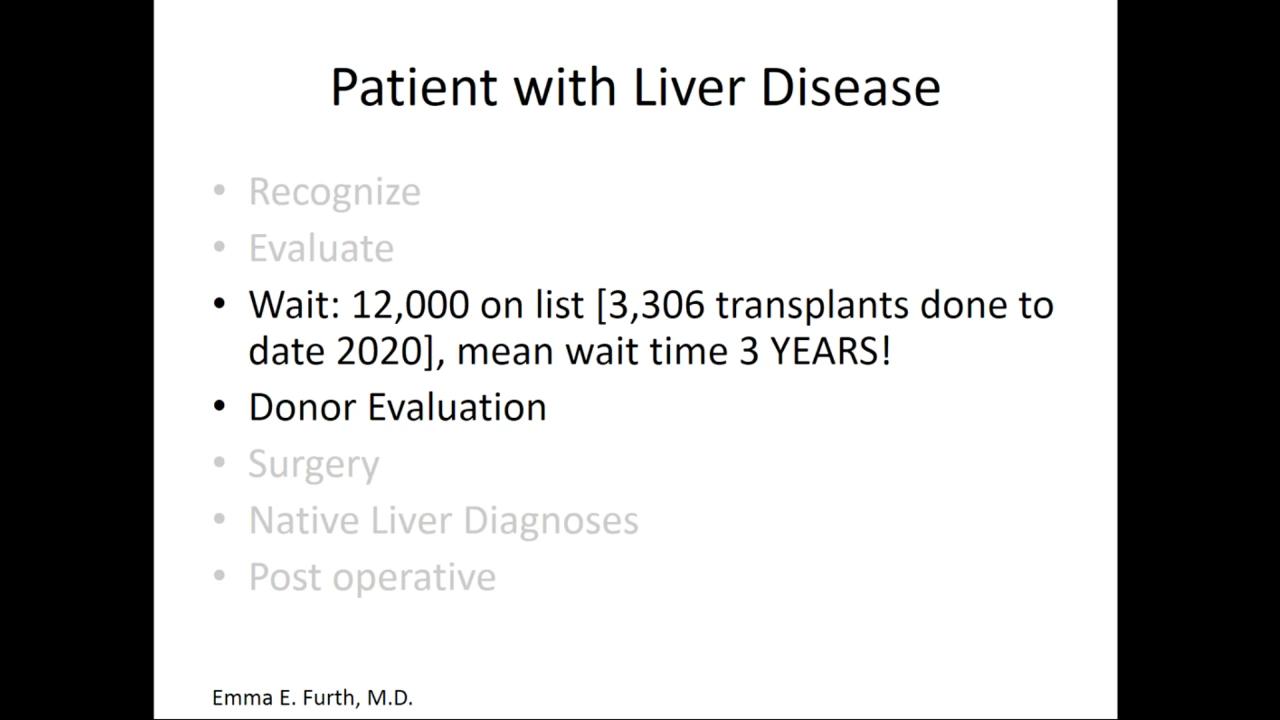 Patient with Liver Disease
• Recognize
• Evaluate
• Wait: 12,000 on list [3,306 transplants done to
date 2020], mean wait time 3 YEARS!
• Donor Evaluation
• Surgery
• Native Liver Diagnoses
• Post operative
Emma E. Furth, M.D.